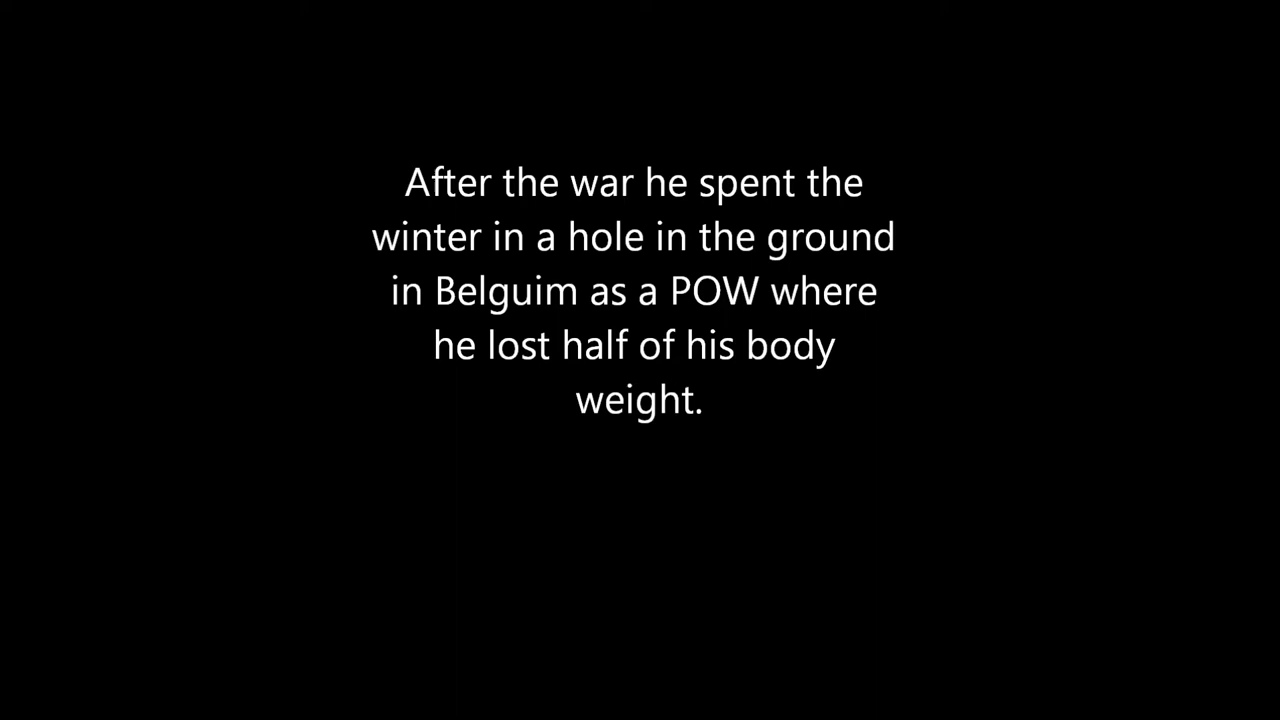 After the war he spent the
winter in a hole in the ground
in Belguim as a POW where
he lost half of his body
weight.